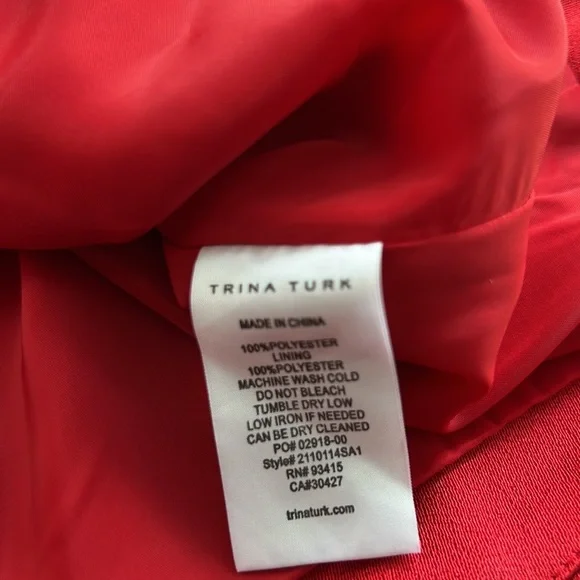 TRINA TURK
MADE IN CHINA
100%POLYESTER
LINING
100%POLYESTER
MACHINE WASH COLD
DO NOT BLEACH
TUMBLE DRY LOW
LOW IRON IF NEEDED
CAN BE DRY CLEANED
PO# 02918-00
Style# 2110114SA1
RN# 93415
CA#30427
trinaturk.com